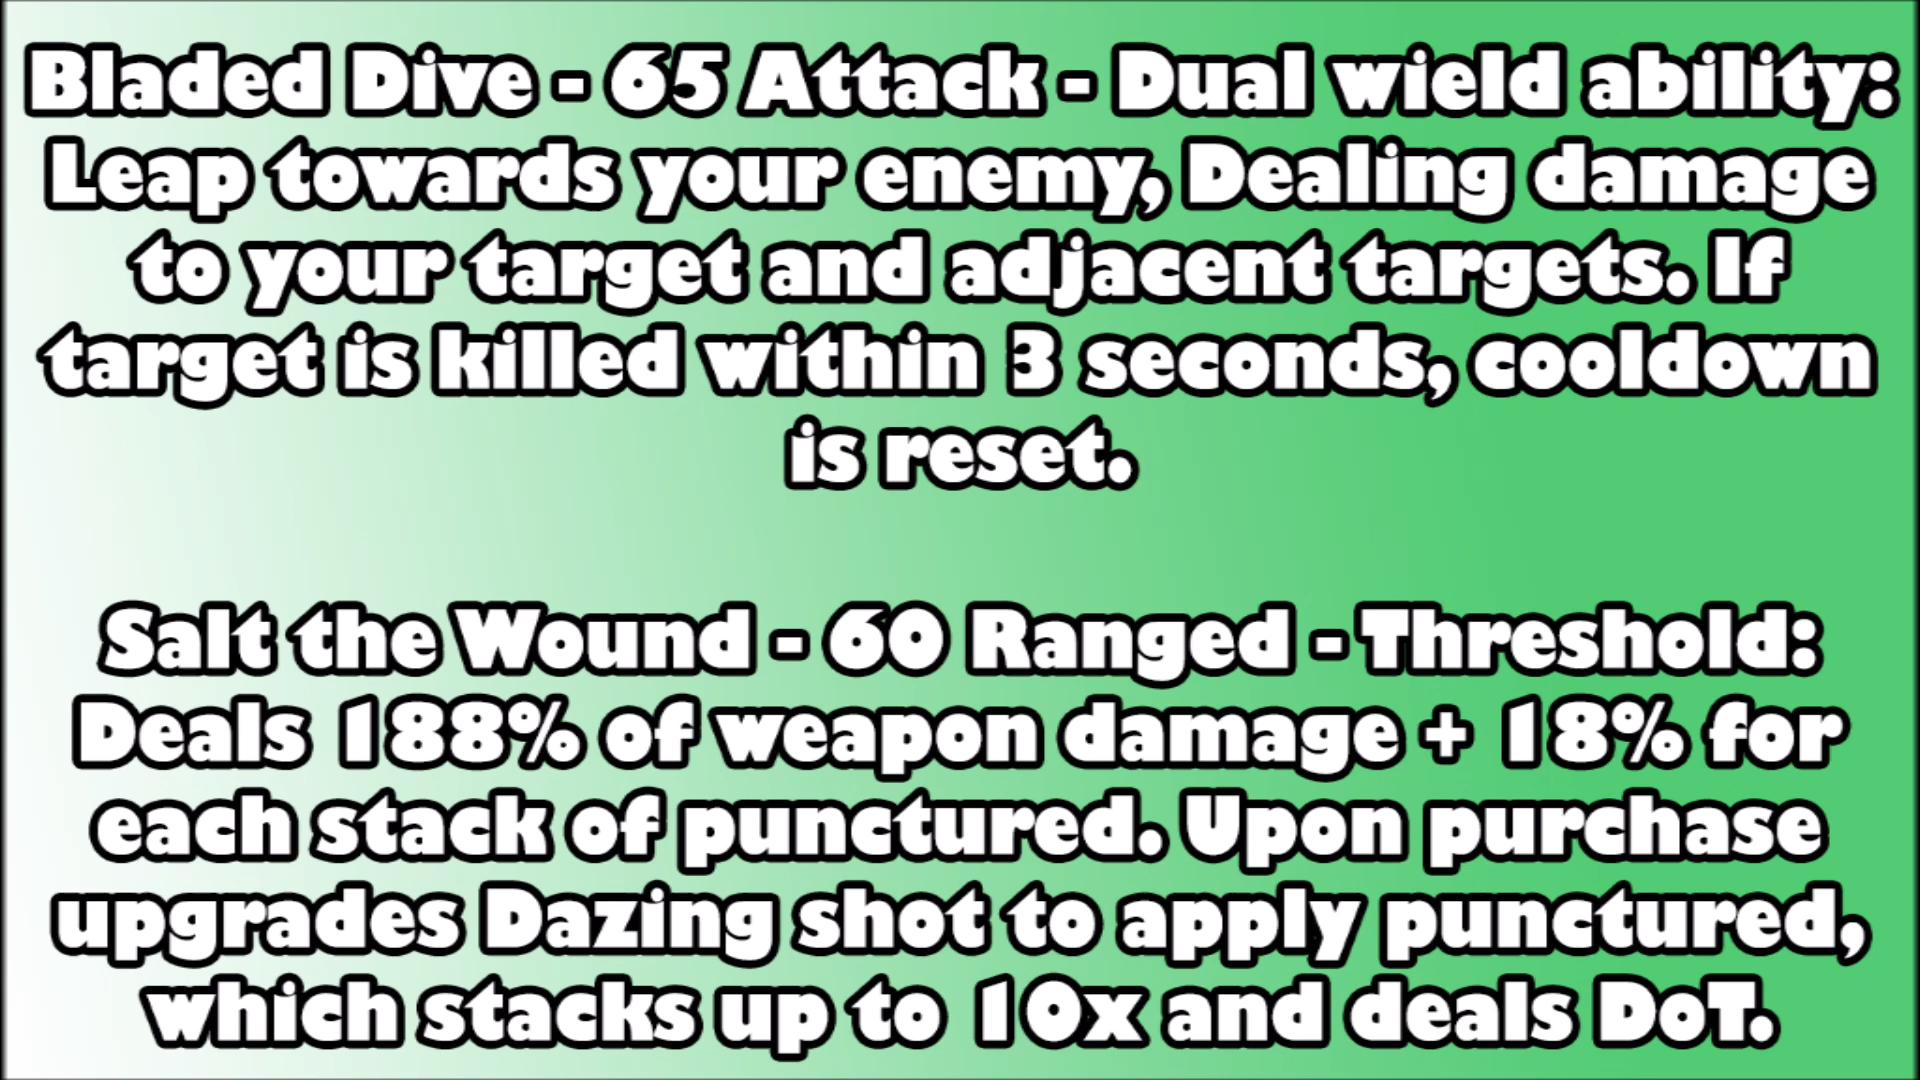 Bladed Dive - 65 Attack - Dual wield ability:
Leap towards your enemy, Dealing damage
to your target and adjacent targets. If
target is killed within 3 seconds, cooldown
is reset.
Salt the Wound - 60 Ranged - Threshold:
Deals 188% of weapon damage + 18% for
each stack of punctured. Upon purchase
upgrades Dazing shot to apply punctured,
which stacks up to 10x and deals DoT.